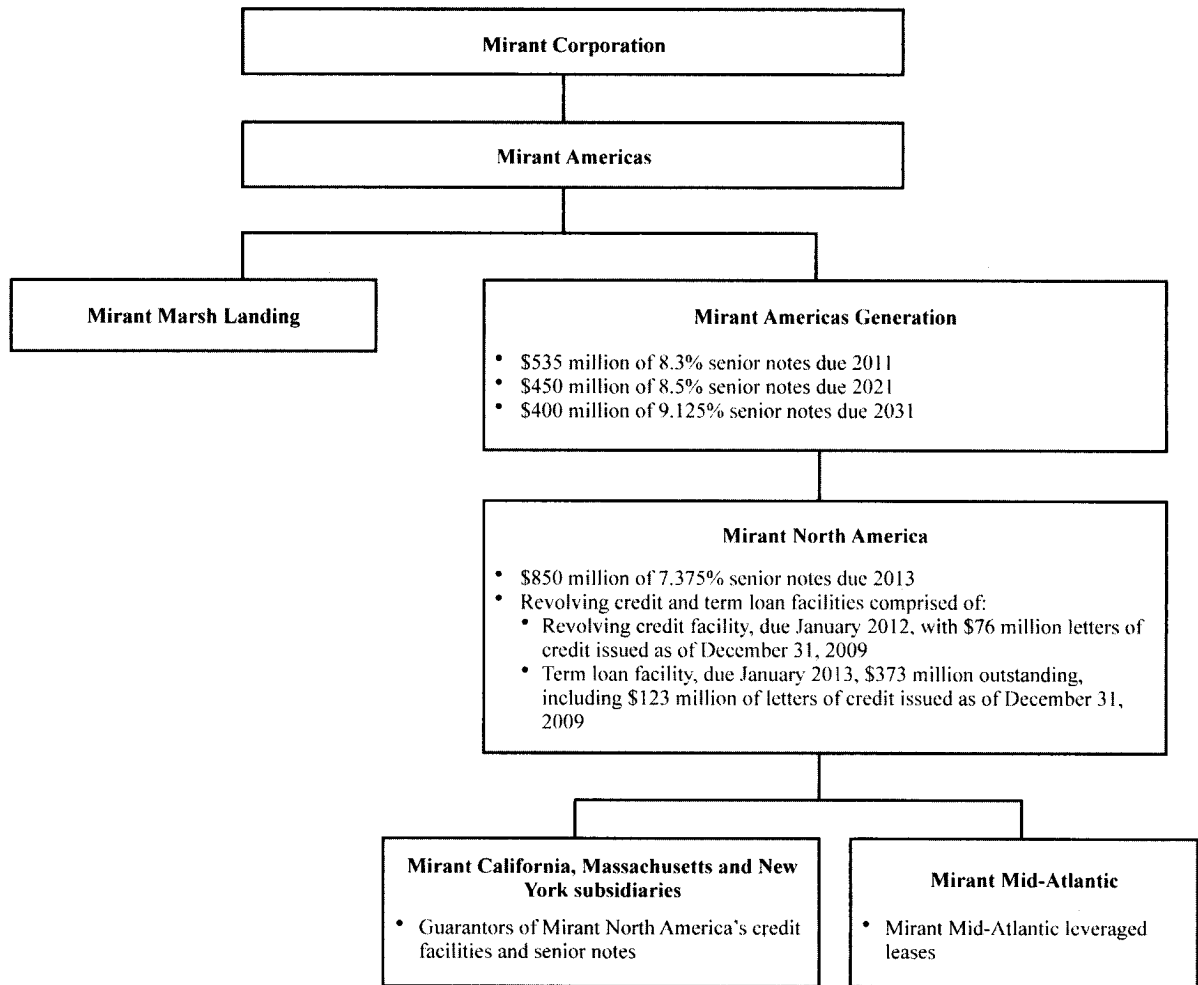 Mirant Corporation
Mirant Americas
Mirant Marsh Landing
Mirant Americas Generation
• $535 million of 8.3% senior notes due 2011
• $450 million of 8.5% senior notes due 2021
• $400 million of 9.125% senior notes due 2031
Mirant North America
• $850 million of 7.375% senior notes due 2013
• Revolving credit and term loan facilities comprised of:
• Revolving credit facility, due January 2012, with $76 million letters of
credit issued as of December 31, 2009
• Term loan facility, due January 2013, $373 million outstanding,
including $123 million of letters of credit issued as of December 31,
2009
Mirant California, Massachusetts and New
York subsidiaries
• Guarantors of Mirant North America's credit
facilities and senior notes
Mirant Mid-Atlantic
• Mirant Mid-Atlantic leveraged
leases